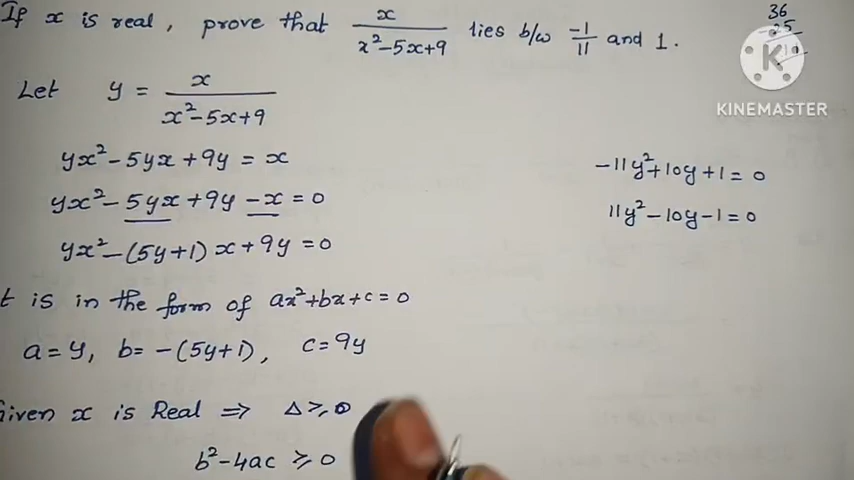 If x is real, prove that x/(x²-5x+9) lies b/w -1/11 and 1.
Let y = x/(x²-5x+9)
yx²-5yx+9y = x
yx²-5yx+9y-x=0
yx²-(5y+1)x+9y=0
t is in the form of ax²+bx+c=0
a=y, b=-(5y+1), c=9y
Given x is Real ⇒ Δ≥0
b²-4ac ≥0
36
-25
KINEMASTER
-11y²+10y+1=0
11y²-10y-1=0